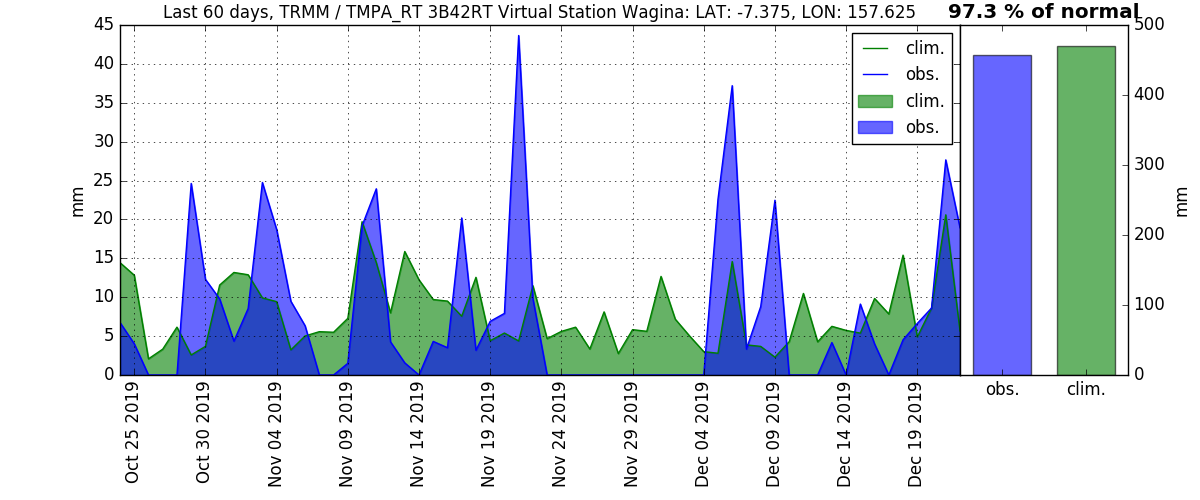 Last 60 days, TRMM / TMPA_RT 3B42RT Virtual Station Wagina: LAT: -7.375, LON: 157.625
97.3 % of normal
45
40
35
30
25
20
15
10
5
0
mm
clim.
obs.
clim.
obs.
Oct 25 2019
Oct 30 2019
Nov 04 2019
Nov 09 2019
Nov 14 2019
Nov 19 2019
Nov 24 2019
Nov 29 2019
Dec 04 2019
Dec 09 2019
Dec 14 2019
Dec 19 2019
500
400
300
200
100
0
mm
obs.
clim.